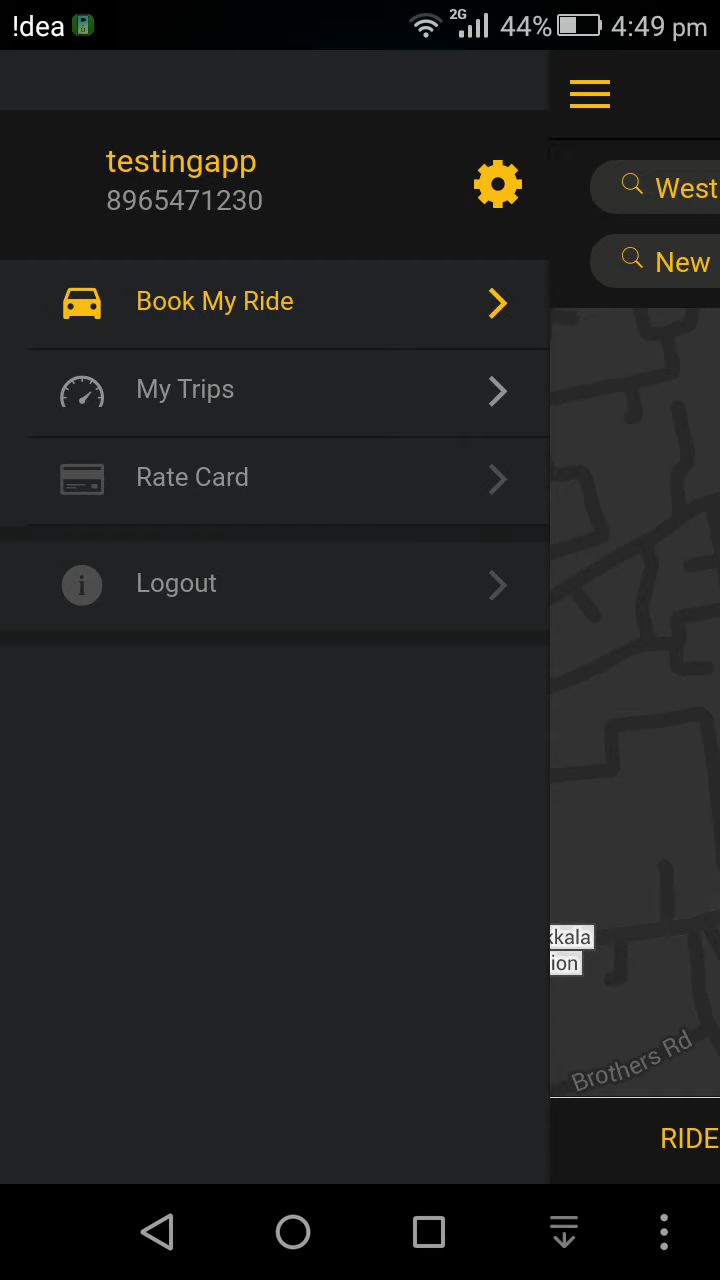 !dea 2G 44% 4:49 pm
testingapp
8965471230
Book My Ride
My Trips
Rate Card
Logout
West
New
kkala
ion
Brothers Rd
RIDE